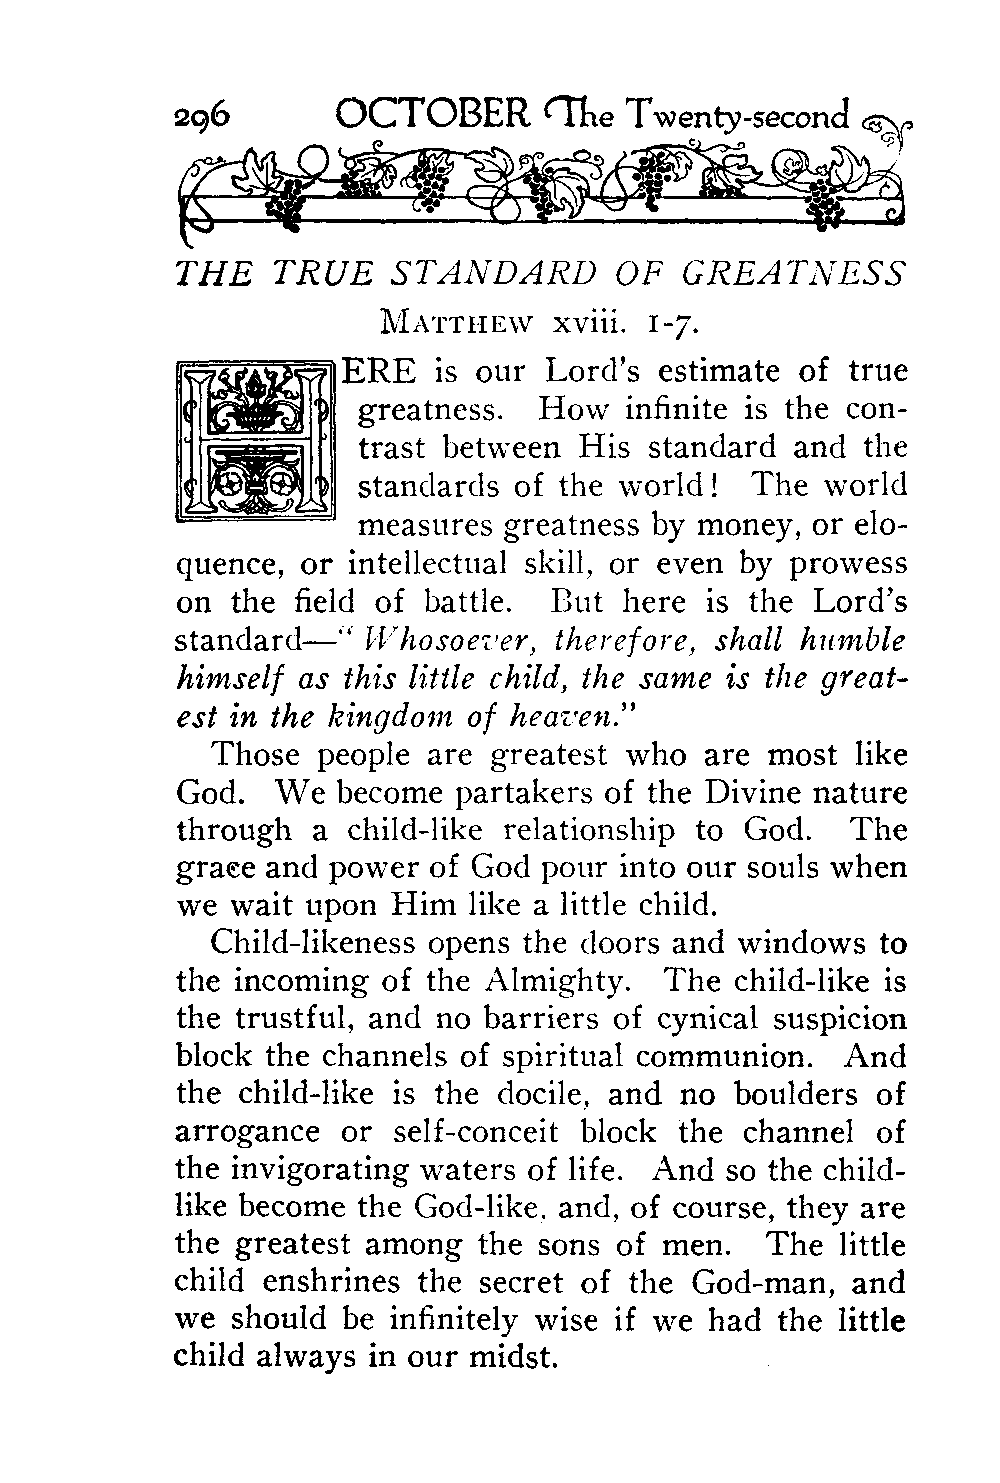 296 OCTOBER The Twenty-second
THE TRUE STANDARD OF GREATNESS
MATTHEW xviii. 1-7.
HERE is our Lord's estimate of true
greatness. How infinite is the con-
trast between His standard and the
standards of the world! The world
measures greatness by money, or elo-
quence, or intellectual skill, or even by prowess
on the field of battle. But here is the Lord's
standard—"Whosoever, therefore, shall humble
himself as this little child, the same is the great-
est in the kingdom of heaven."
Those people are greatest who are most like
God. We become partakers of the Divine nature
through a child-like relationship to God. The
grace and power of God pour into our souls when
we wait upon Him like a little child.
Child-likeness opens the doors and windows to
the incoming of the Almighty. The child-like is
the trustful, and no barriers of cynical suspicion
block the channels of spiritual communion. And
the child-like is the docile, and no boulders of
arrogance or self-conceit block the channel of
the invigorating waters of life. And so the child-
like become the God-like, and, of course, they are
the greatest among the sons of men. The little
child enshrines the secret of the God-man, and
we should be infinitely wise if we had the little
child always in our midst.